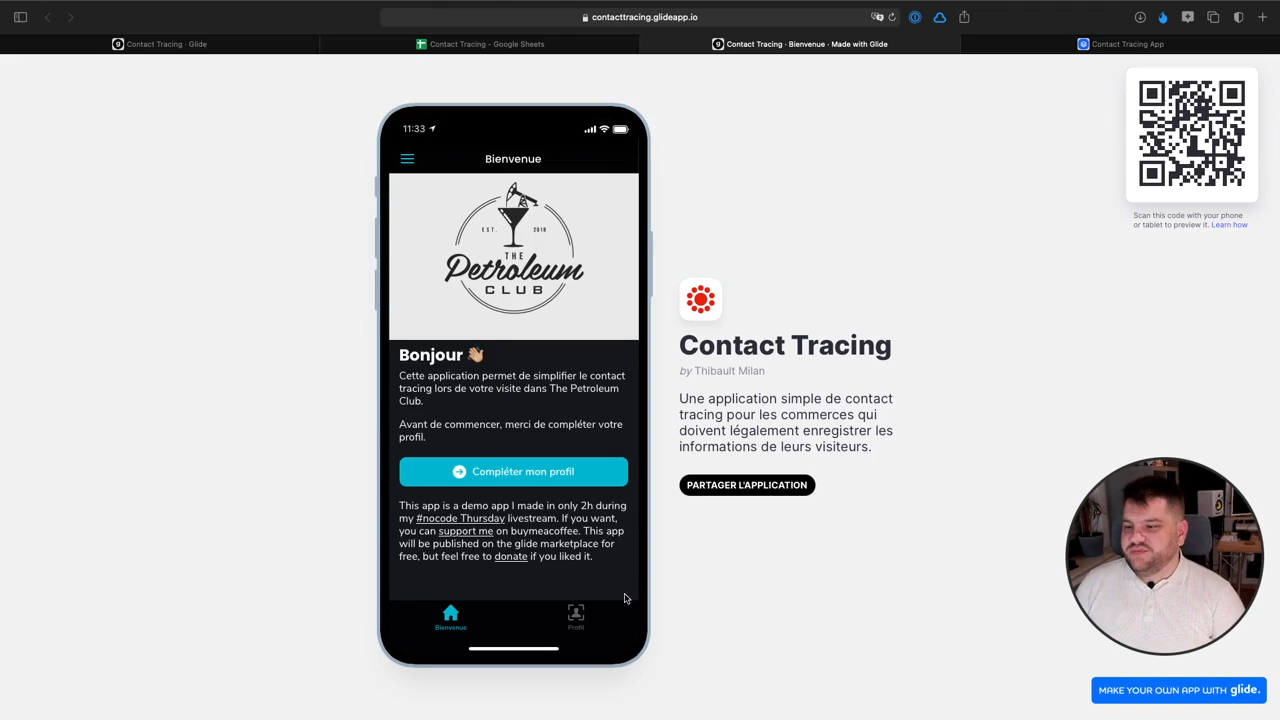 contacttracing.glideapp.io
Contact Tracing · Glide
Contact Tracing - Google Sheets
Contact Tracing · Bienvenue · Made with Glide
Contact Tracing App
11:33
Bienvenue
EST. 2018
THE
Petroleum
CLUB
Bonjour 👋🏼
Cette application permet de simplifier le contact
tracing lors de votre visite dans The Petroleum
Club.
Avant de commencer, merci de compléter votre
profil.
Compléter mon profil
This app is a demo app I made in only 2h during
my #nocode Thursday livestream. If you want,
you can support me on buymeacoffee. This app
will be published on the glide marketplace for
free, but feel free to donate if you liked it.
Bienvenue
Profil
Contact Tracing
by Thibault Milan
Une application simple de contact
tracing pour les commerces qui
doivent légalement enregistrer les
informations de leurs visiteurs.
PARTAGER L'APPLICATION
Scan this code with your phone
or tablet to preview it. Learn how
MAKE YOUR OWN APP WITH glide.